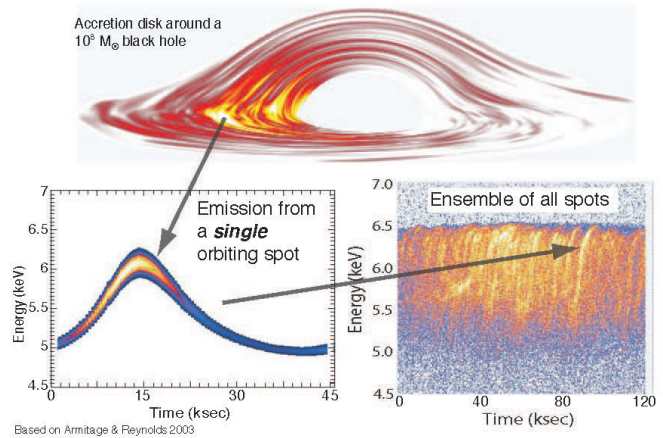 Accretion disk around a
10⁸ M☉ black hole
7
6.5
6
5.5
5
4.5
Energy (keV)
Emission from
a single
orbiting spot
0
15
30
45
Time (ksec)
Ensemble of all spots
7.0
6.5
6.0
5.5
5.0
4.5
Energy (keV)
0
40
80
120
Time (ksec)
Based on Armitage & Reynolds 2003